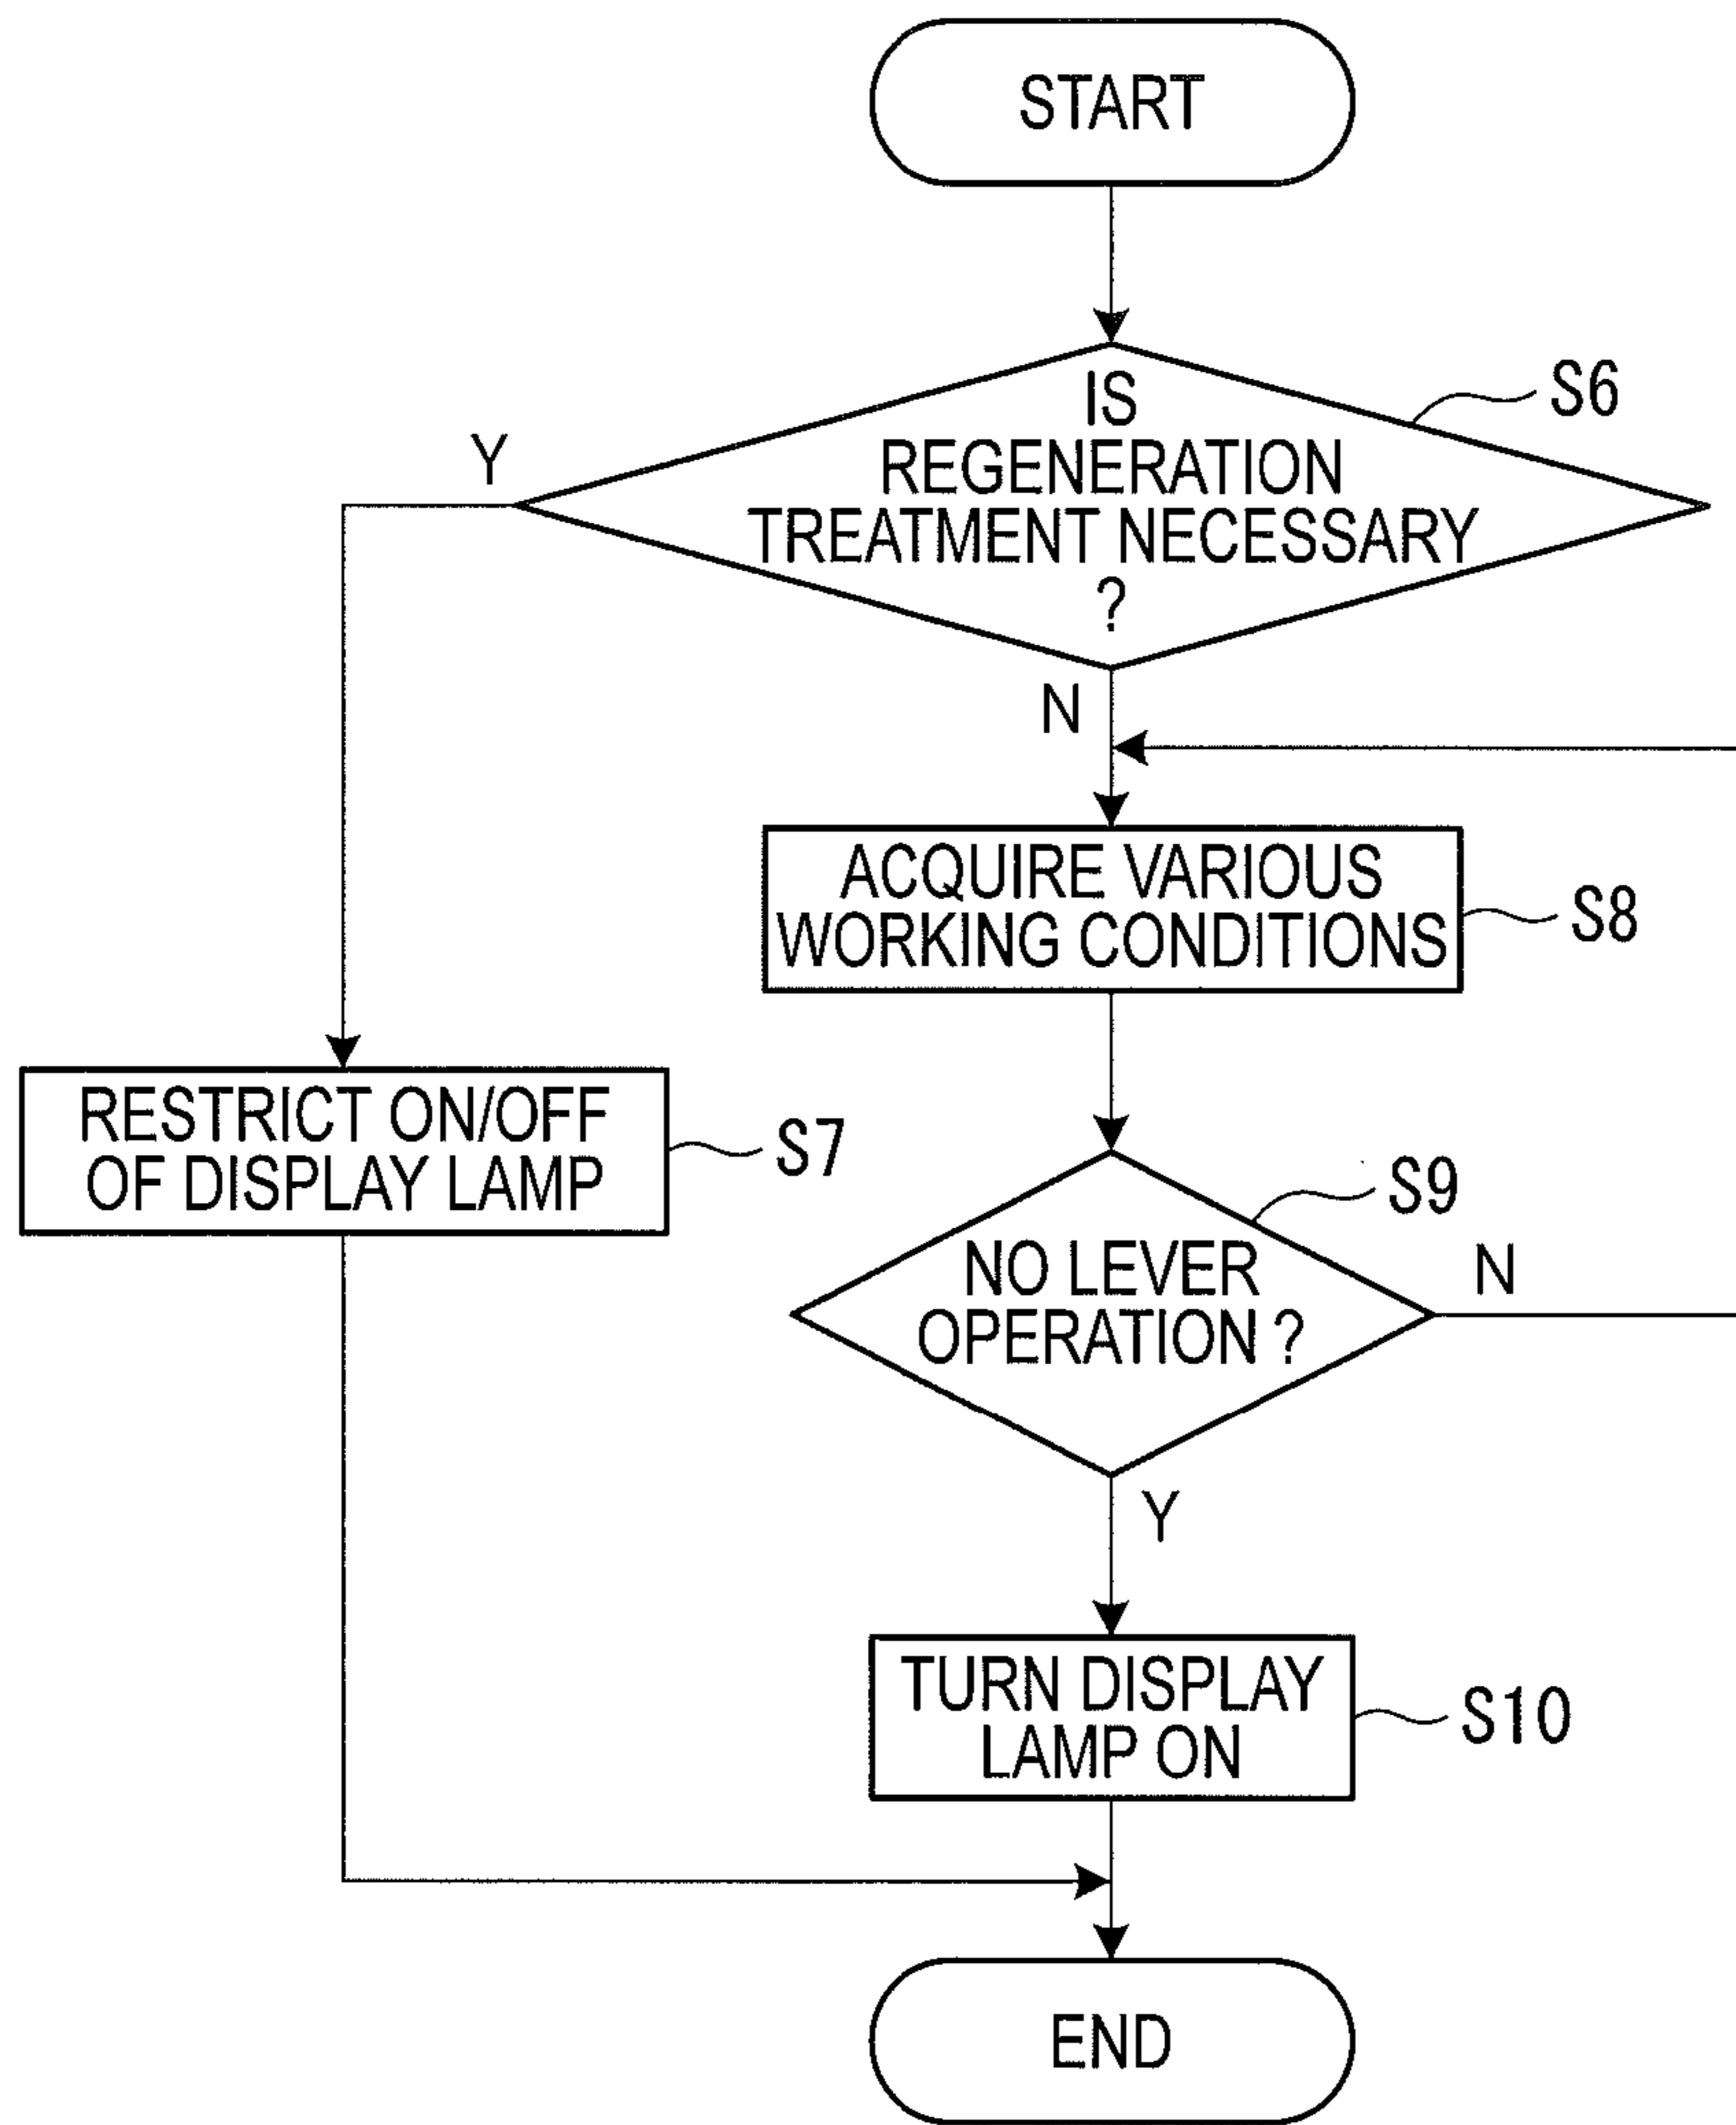 START
IS
REGENERATION
TREATMENT NECESSARY
?
S6
Y
N
ACQUIRE VARIOUS
WORKING CONDITIONS
S8
RESTRICT ON/OFF
OF DISPLAY LAMP
S7
NO LEVER
OPERATION ?
S9
N
Y
TURN DISPLAY
LAMP ON
S10
END